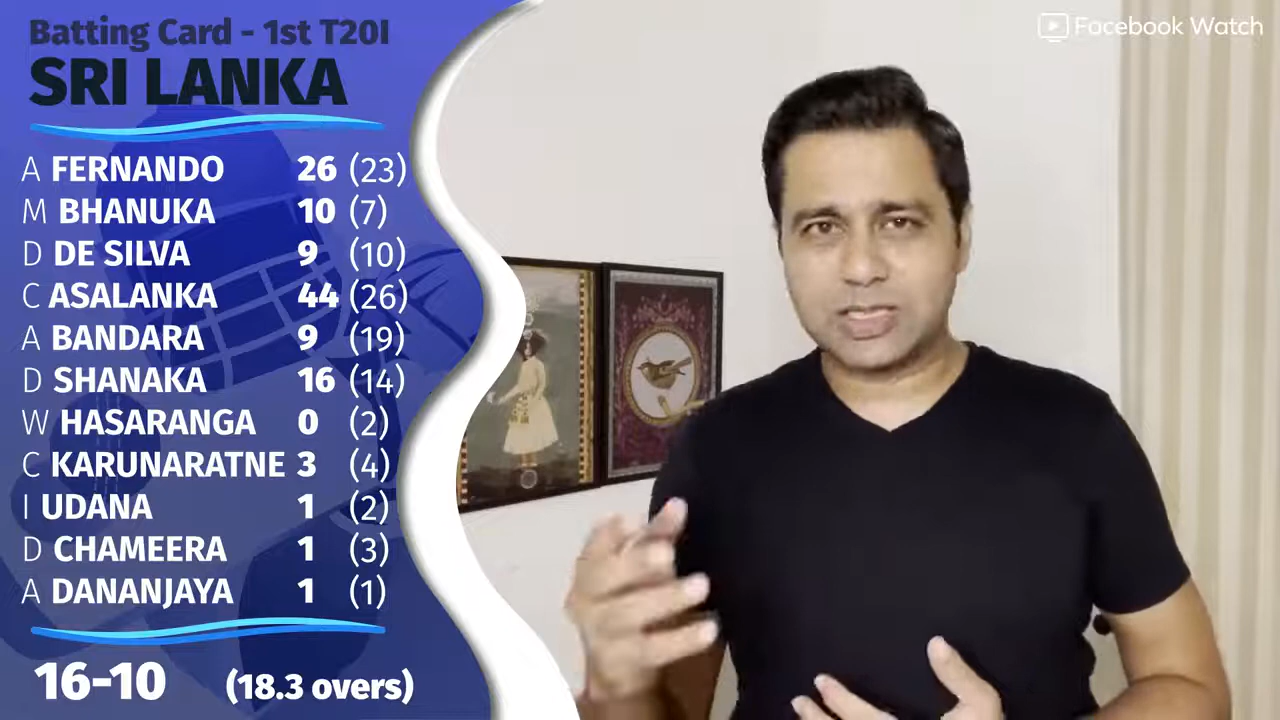 Batting Card - 1st T20I
SRI LANKA
Facebook Watch
A FERNANDO 26 (23)
M BHANUKA 10 (7)
D DE SILVA 9 (10)
C ASALANKA 44 (26)
A BANDARA 9 (19)
D SHANAKA 16 (14)
W HASARANGA 0 (2)
C KARUNARATNE 3 (4)
I UDANA 1 (2)
D CHAMEERA 1 (3)
A DANANJAYA 1 (1)
16-10 (18.3 overs)